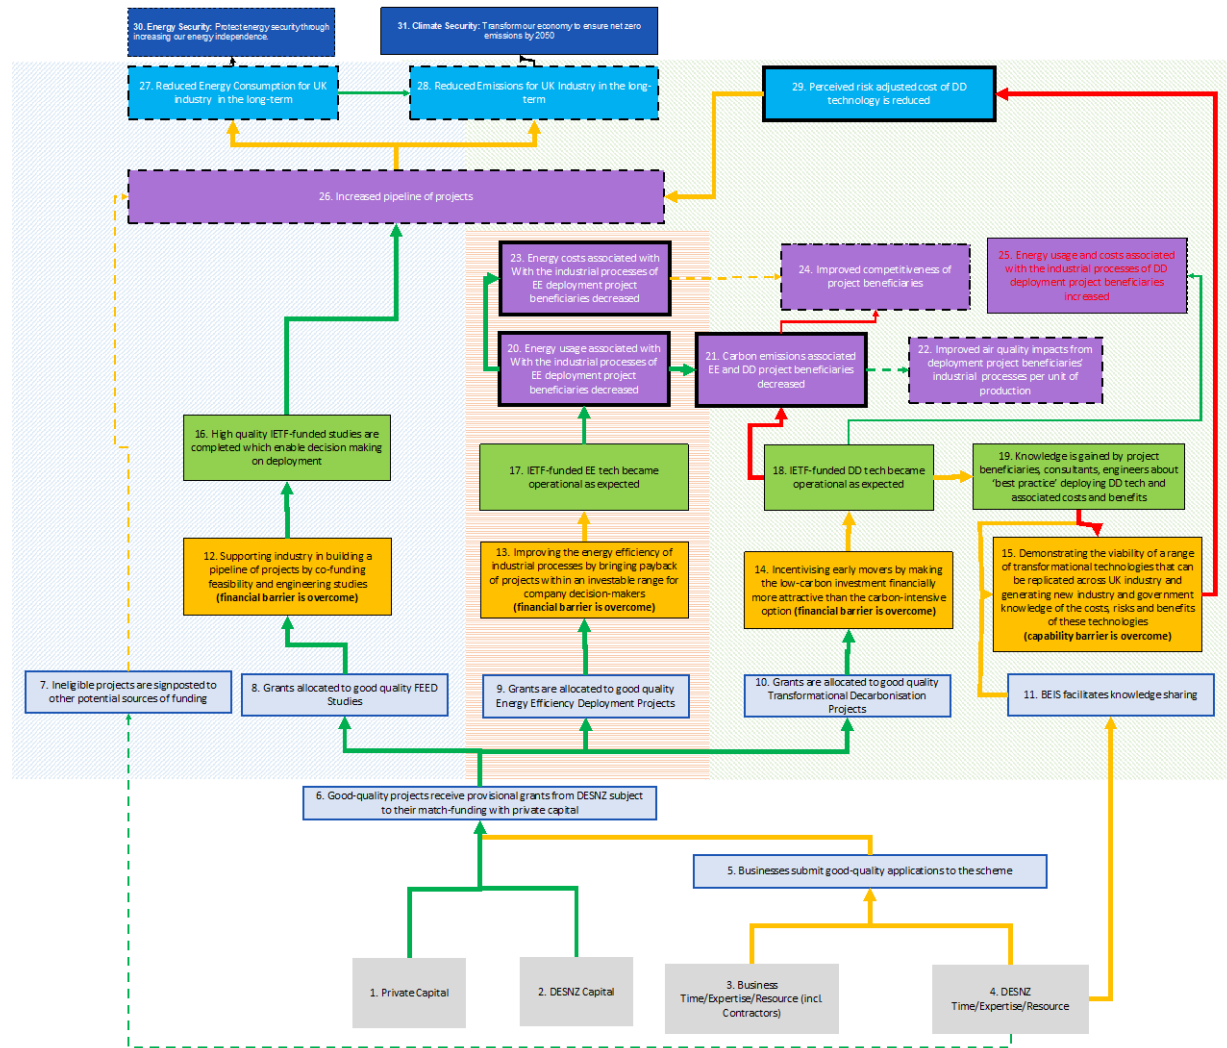 30. Energy Security: Protect energy security through
increasing our energy independence.
31. Climate Security: Transform our economy to ensure net zero
emissions by 2050
27. Reduced Energy Consumption for UK
industry in the long-term
28. Reduced Emissions for UK Industry in the long-
term
29. Perceived risk adjusted cost of DD
technology is reduced
26. Increased pipeline of projects
23. Energy costs associated with
With the industrial processes of
EE deployment project
beneficiaries decreased
24. Improved competitiveness of
project beneficiaries
25. Energy usage and costs associated
with the industrial processes of DD
deployment project beneficiaries
increased
20. Energy usage associated with
With the industrial processes of
EE deployment project
beneficiaries decreased
21. Carbon emissions associated
EE and DD project beneficiaries
decreased
22. Improved air quality impacts from
deployment project beneficiaries'
industrial processes per unit of
production
16. High quality IETF-funded studies are
completed which enable decision making
on deployment
17. IETF-funded EE tech became
operational as expected
18. IETF-funded DD tech became
operational as expected
19. Knowledge is gained by project
beneficiaries, consultants, engineers about
'best practice' deploying DD tech and
associated costs and benefits
12. Supporting industry in building a
pipeline of projects by co-funding
feasibility and engineering studies
(financial barrier is overcome)
13. Improving the energy efficiency of
industrial processes by bringing payback
of projects within an investable range for
company decision-makers
(financial barrier is overcome)
14. Incentivising early movers by making
the low-carbon investment financially
more attractive than the carbon-intensive
option (financial barrier is overcome)
15. Demonstrating the viability of a range
of transformational technologies that can
be replicated across UK industry and
generating new industry and government
knowledge of the costs, risks and benefits
of these technologies
(capability barrier is overcome)
7. Ineligible projects are signposted to
other potential sources of funding
8. Grants allocated to good quality FEED
Studies
9. Grants are allocated to good quality
Energy Efficiency Deployment Projects
10. Grants are allocated to good quality
Transformational Decarbonisation
Projects
11. BEIS facilitates knowledge sharing
6. Good-quality projects receive provisional grants from DESNZ subject
to their match-funding with private capital
5. Businesses submit good-quality applications to the scheme
1. Private Capital
2. DESNZ Capital
3. Business
Time/Expertise/Resource (incl.
Contractors)
4. DESNZ
Time/Expertise/Resource